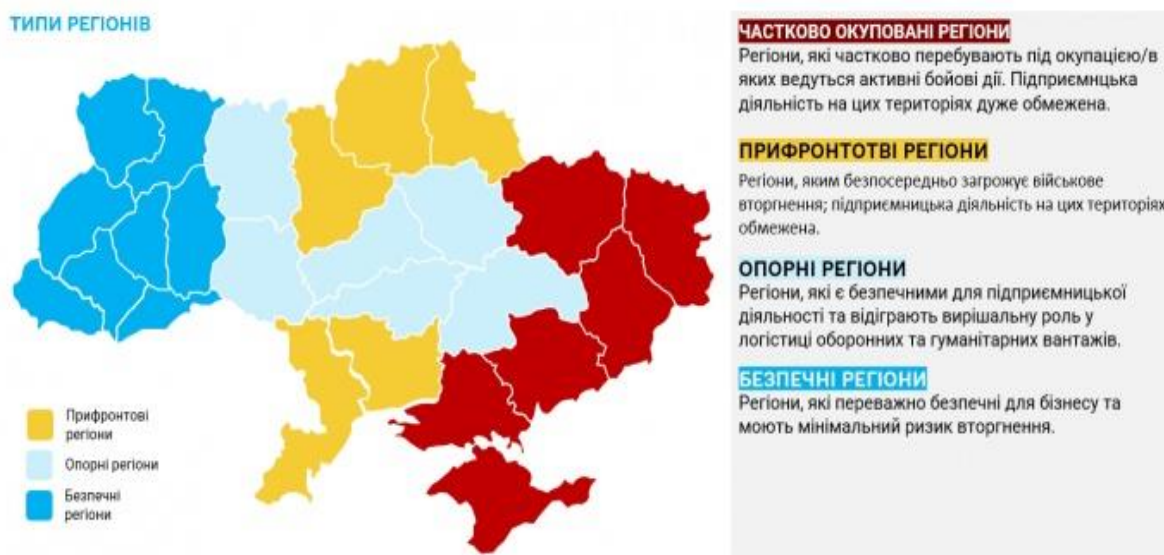 ТИПИ РЕГІОНІВ
Прифронтові
регіони
Опорні регіони
Безпечні
регіони
ЧАСТКОВО ОКУПОВАНІ РЕГІОНИ
Регіони, які частково перебувають під окупацією/в
яких ведуться активні бойові дії. Підприємнцька
діяльність на цих територіях дуже обмежена.
ПРИФРОНТОТВІ РЕГІОНИ
Регіони, яким безпосередньо загрожує військове
вторгнення; підприємницька діяльність на цих територіях
обмежена.
ОПОРНІ РЕГІОНИ
Регіони, які є безпечними для підприємницької
діяльності та відіграють вирішальну роль у
логістиці оборонних та гуманітарних вантажів.
БЕЗПЕЧНІ РЕГІОНИ
Регіони, які переважно безпечні для бізнесу та
моють мінімальний ризик вторгнення.